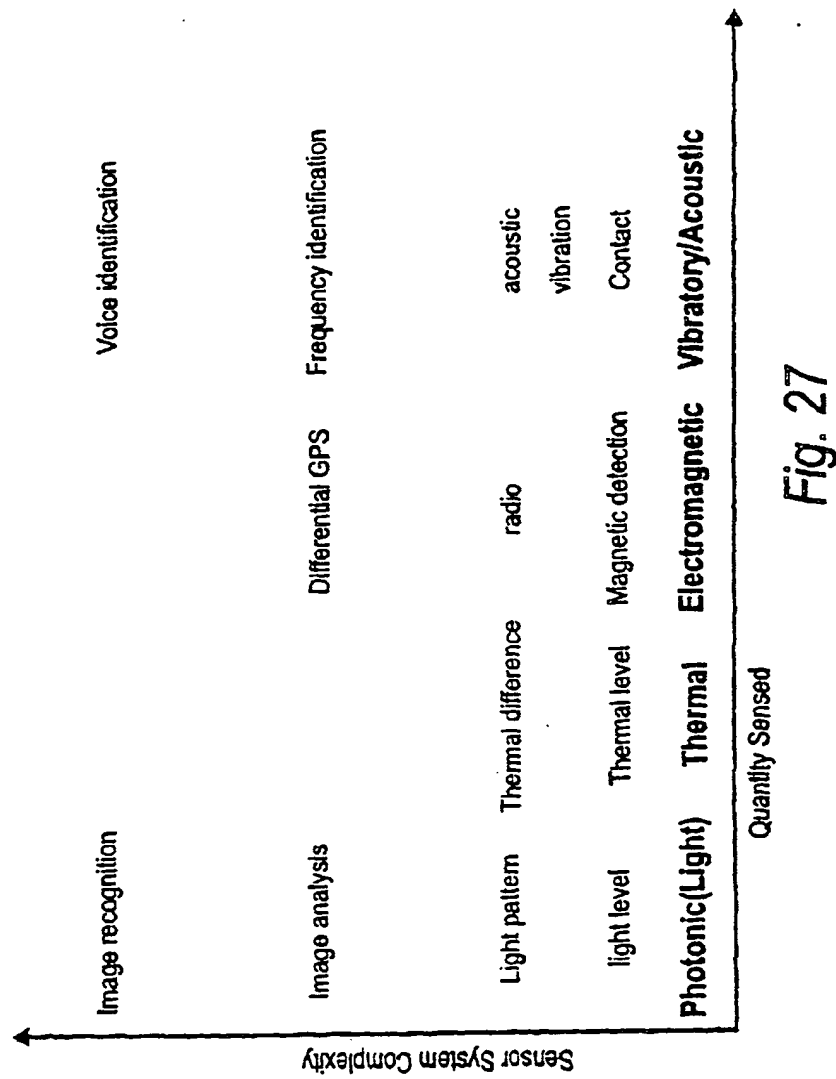 Sensor System Complexity
Image recognition
Voice identification
Image analysis
Differential GPS
Frequency identification
Light pattern
Thermal difference
radio
acoustic
vibration
light level
Thermal level
Magnetic detection
Contact
Photonic(Light)
Thermal
Electromagnetic
Vibratory/Acoustic
Quantity Sensed
Fig. 27